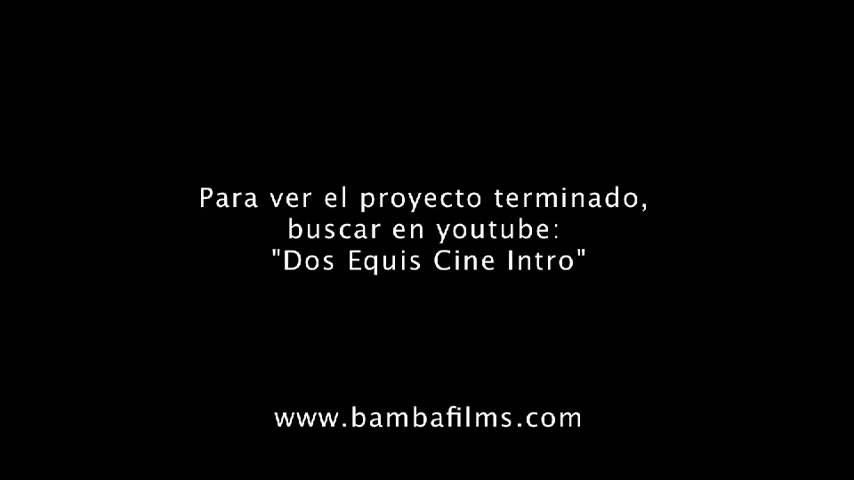 Para ver el proyecto terminado,
buscar en youtube:
"Dos Equis Cine Intro"
www.bambafilms.com